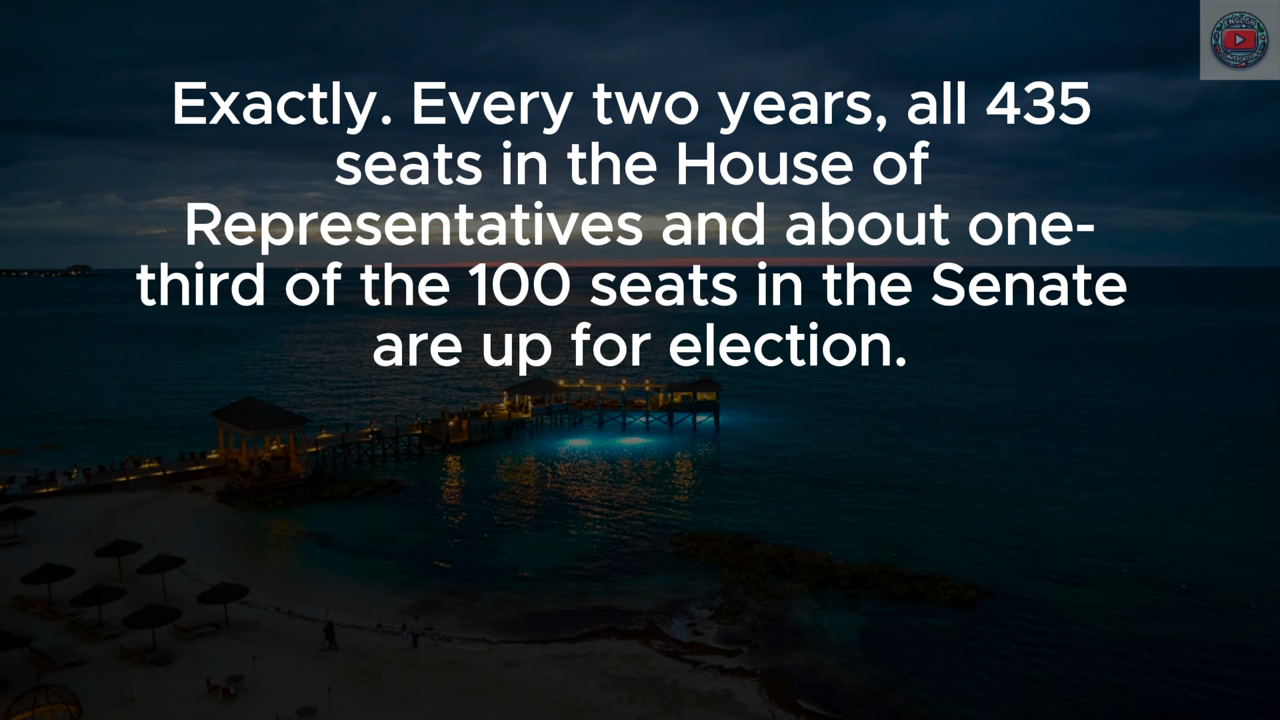 ENGLISH
Exactly. Every two years, all 435
seats in the House of
Representatives and about one-
third of the 100 seats in the Senate
are up for election.